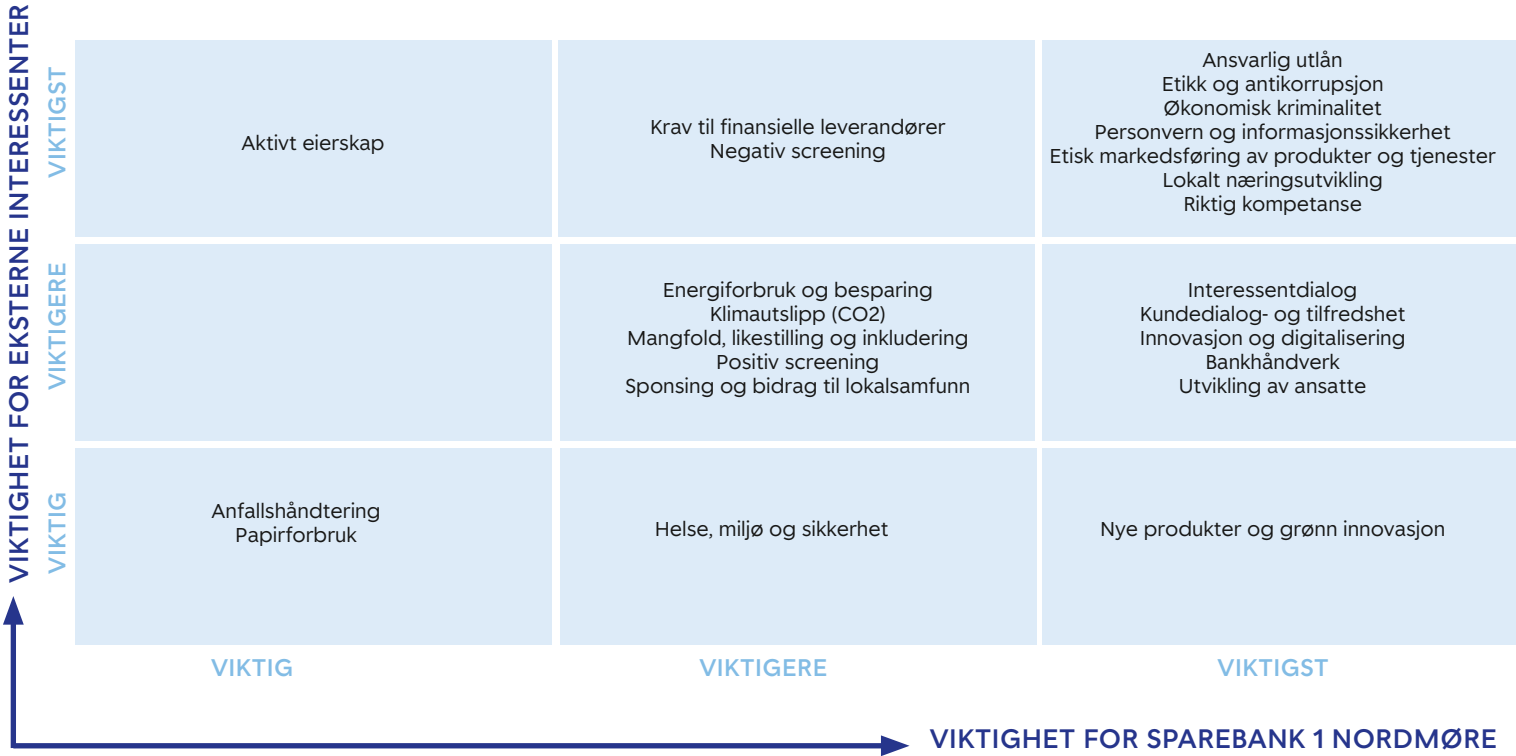 VIKTIGHET FOR EKSTERNE INTERESSENTER
VIKTIGST
Aktivt eierskap
Krav til finansielle leverandører
Negativ screening
Ansvarlig utlån
Etikk og antikorrupsjon
Økonomisk kriminalitet
Personvern og informasjonssikkerhet
Etisk markedsføring av produkter og tjenester
Lokalt næringsutvikling
Riktig kompetanse
VIKTIGERE
Energiforbruk og besparing
Klimautslipp (CO2)
Mangfold, likestilling og inkludering
Positiv screening
Sponsing og bidrag til lokalsamfunn
Interessentdialog
Kundedialog- og tilfredshet
Innovasjon og digitalisering
Bankhåndverk
Utvikling av ansatte
VIKTIG
Anfallshåndtering
Papirforbruk
Helse, miljø og sikkerhet
Nye produkter og grønn innovasjon
VIKTIG
VIKTIGERE
VIKTIGST
VIKTIGHET FOR SPAREBANK 1 NORDMØRE